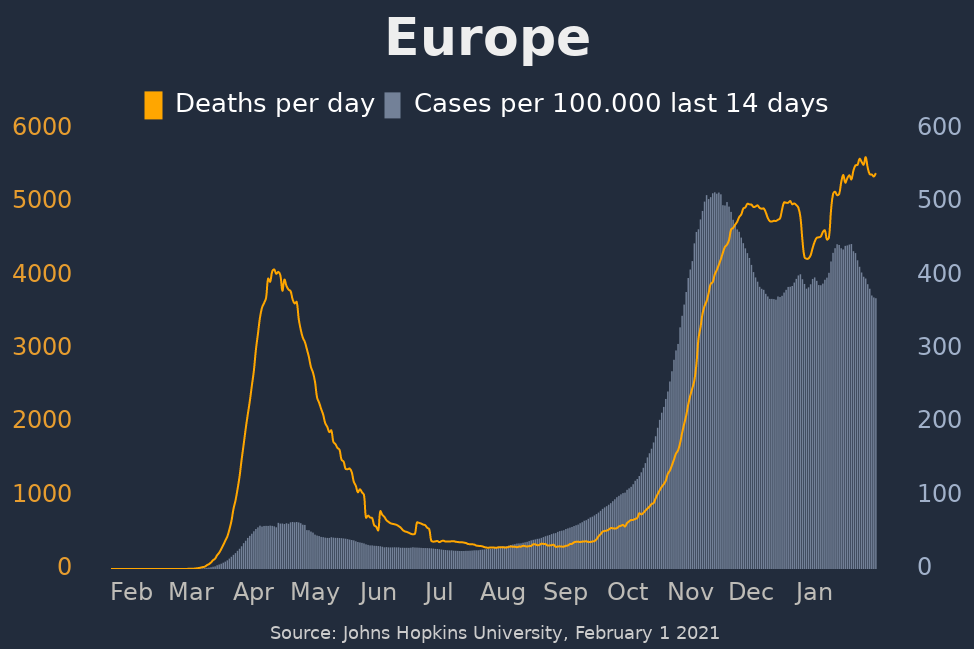 Europe
Deaths per day Cases per 100.000 last 14 days
6000 600
5000 500
4000 400
3000 300
2000 200
1000 100
0 0
Feb Mar Apr May Jun Jul Aug Sep Oct Nov Dec Jan
Source: Johns Hopkins University, February 1 2021